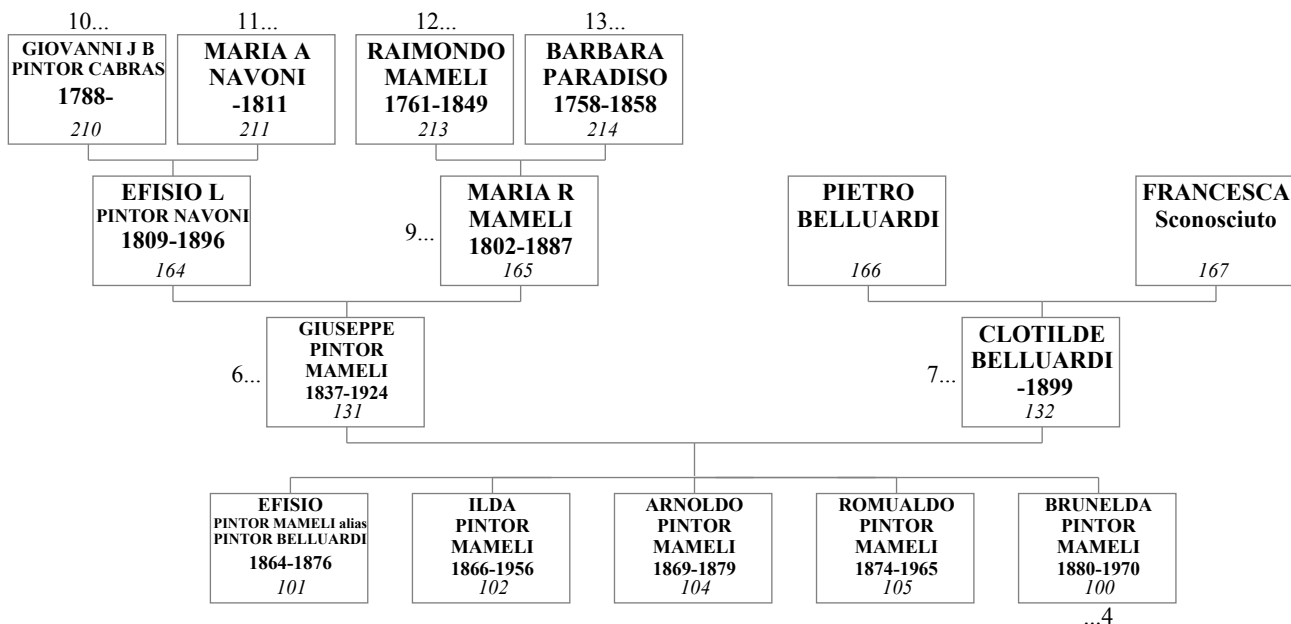 10...
11...
12...
13...
GIOVANNI J B
PINTOR CABRAS
1788-
210
MARIA A
NAVONI
-1811
211
RAIMONDO
MAMELI
1761-1849
213
BARBARA
PARADISO
1758-1858
214
EFISIO L
PINTOR NAVONI
1809-1896
164
9...
MARIA R
MAMELI
1802-1887
165
PIETRO
BELLUARDI
166
FRANCESCA
Sconosciuto
167
6...
GIUSEPPE
PINTOR
MAMELI
1837-1924
131
7...
CLOTILDE
BELLUARDI
-1899
132
EFISIO
PINTOR MAMELI alias
PINTOR BELLUARDI
1864-1876
101
ILDA
PINTOR
MAMELI
1866-1956
102
ARNOLDO
PINTOR
MAMELI
1869-1879
104
ROMUALDO
PINTOR
MAMELI
1874-1965
105
BRUNELDA
PINTOR
MAMELI
1880-1970
100
...4